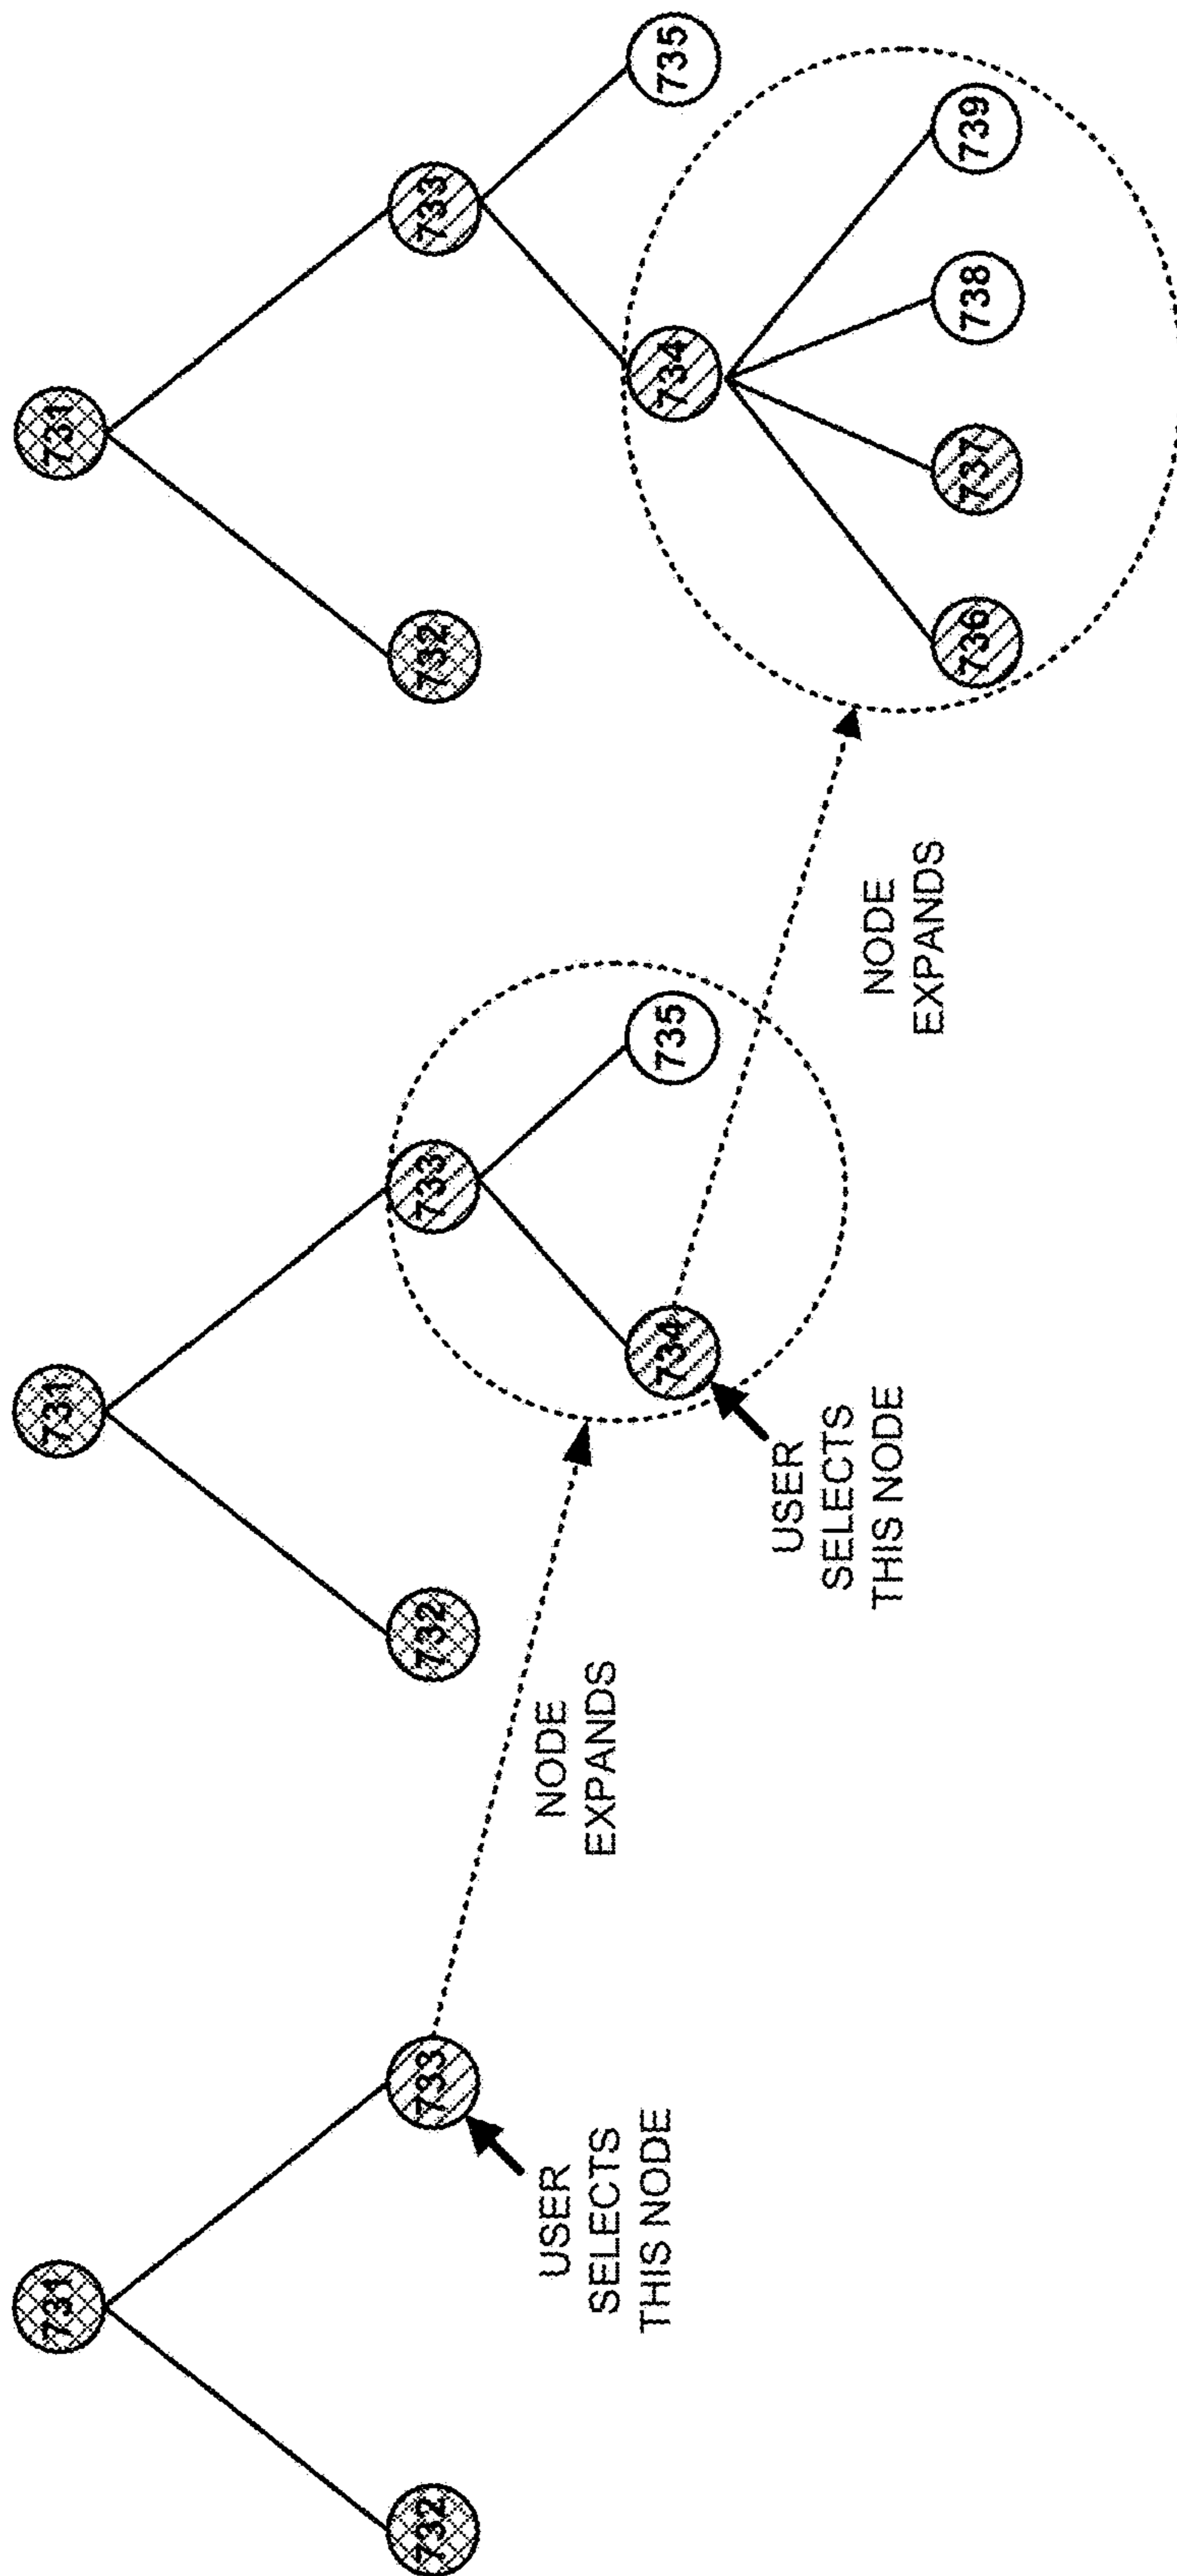 731
732
733
USER
SELECTS
THIS NODE
NODE
EXPANDS
731
732
733
734
735
USER
SELECTS
THIS NODE
NODE
EXPANDS
731
732
733
734
735
736
737
738
739